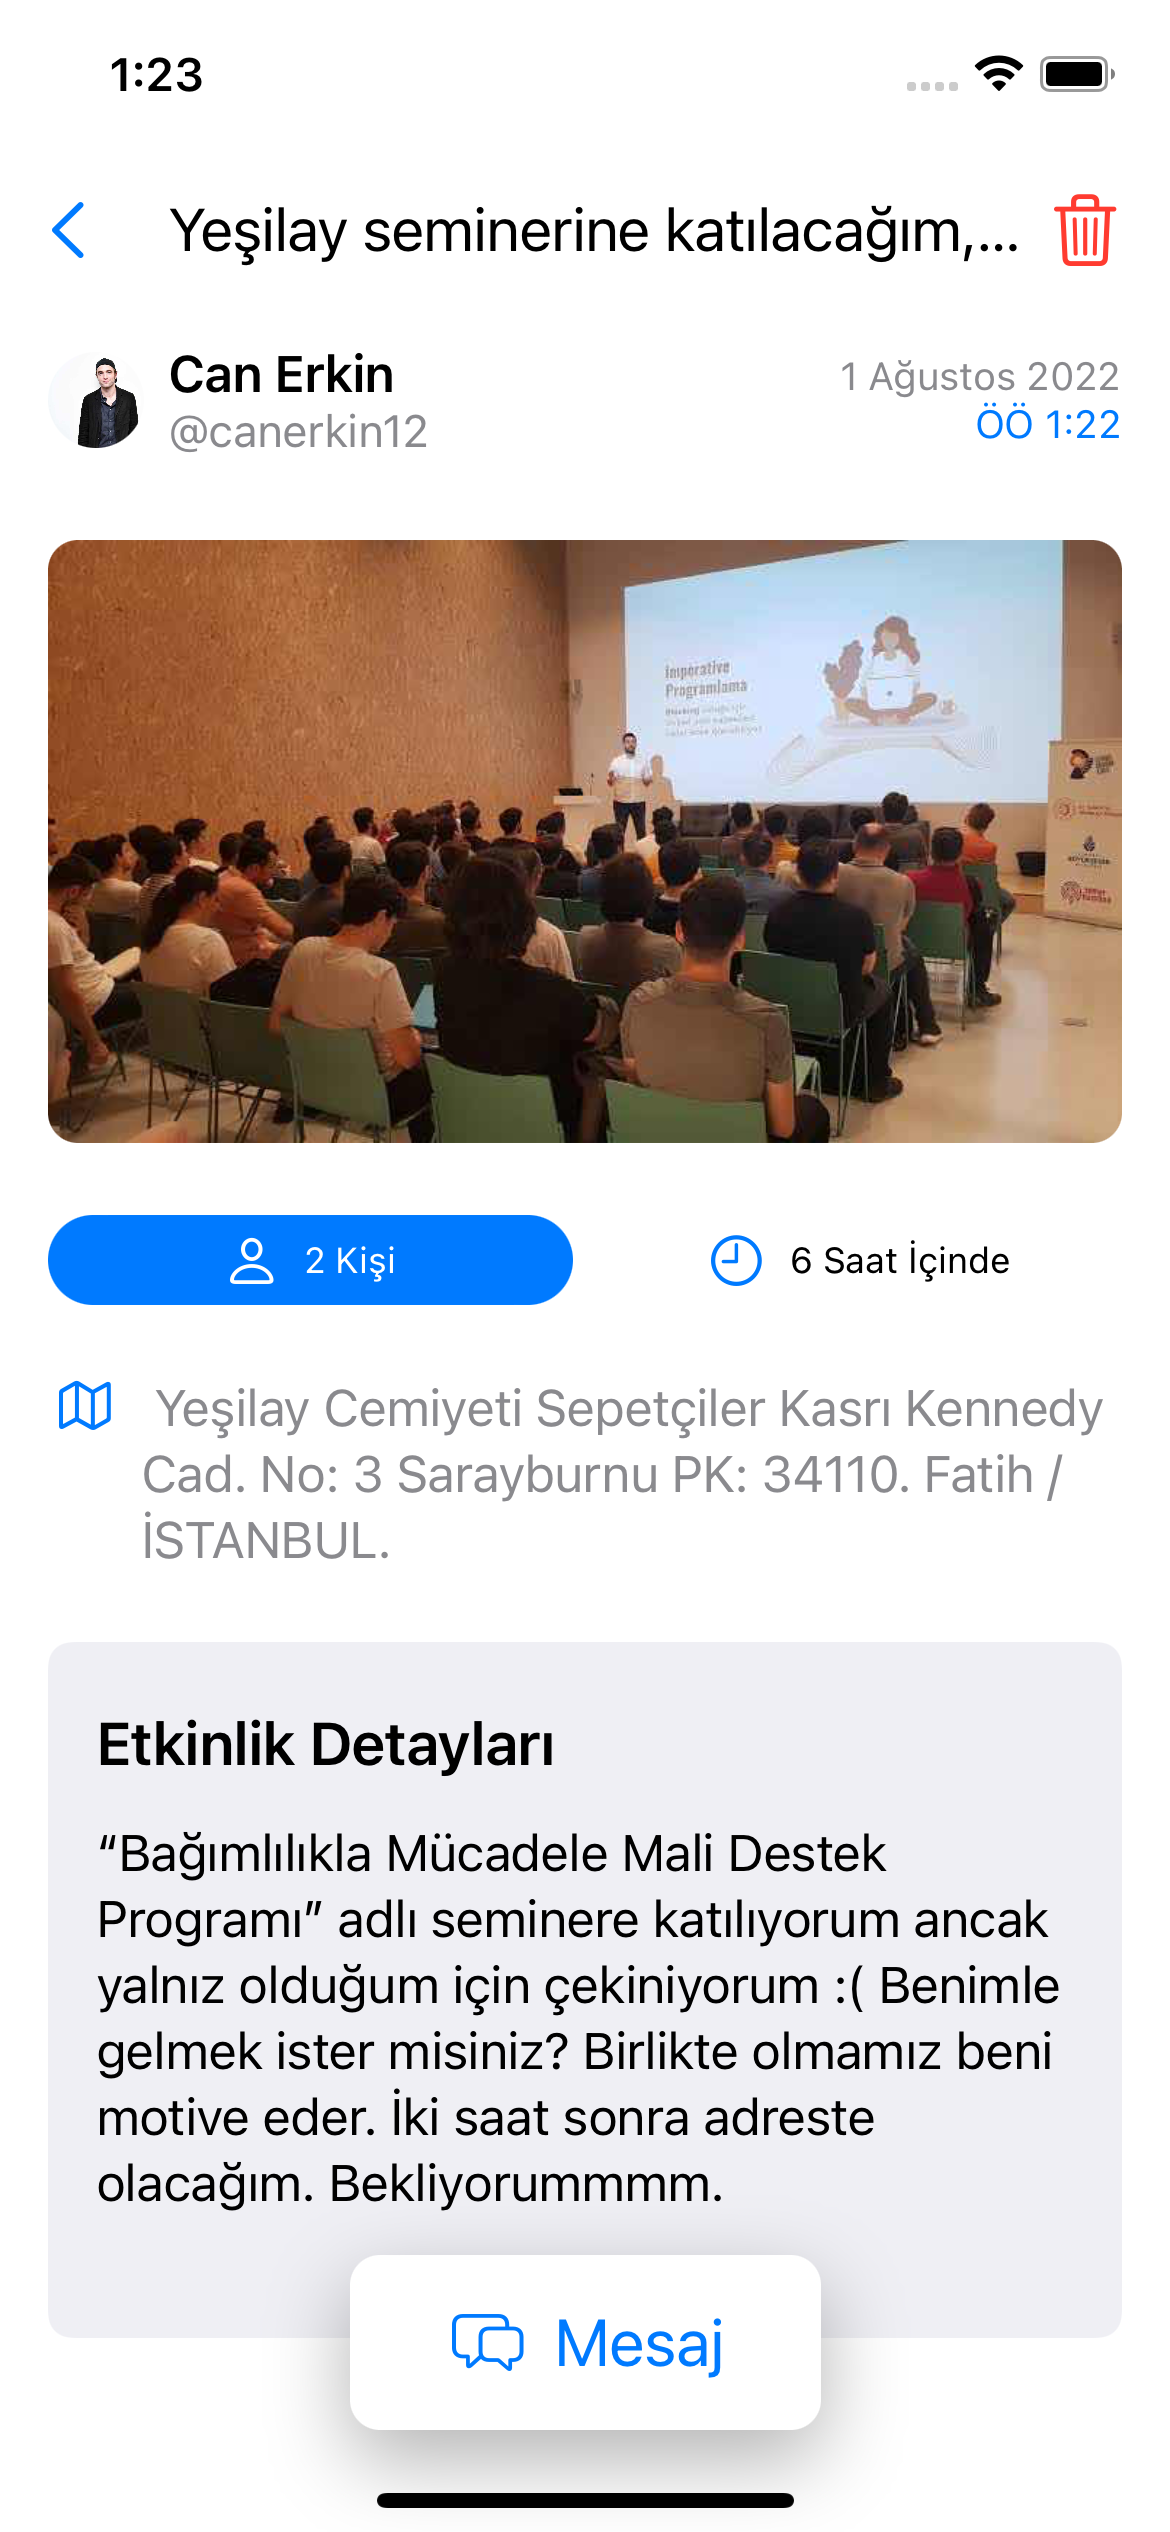 1:23
Yeşilay seminerine katılacağım,...
Can Erkin
@canerkin12
1 Ağustos 2022
ÖÖ 1:22
İmperative
Programlama
2 Kişi
6 Saat İçinde
Yeşilay Cemiyeti Sepetçiler Kasrı Kennedy
Cad. No: 3 Sarayburnu PK: 34110. Fatih /
İSTANBUL.
Etkinlik Detayları
“Bağımlılıkla Mücadele Mali Destek
Programı” adlı seminere katılıyorum ancak
yalnız olduğum için çekiniyorum :( Benimle
gelmek ister misiniz? Birlikte olmamız beni
motive eder. İki saat sonra adreste
olacağım. Bekliyorummmm.
Mesaj